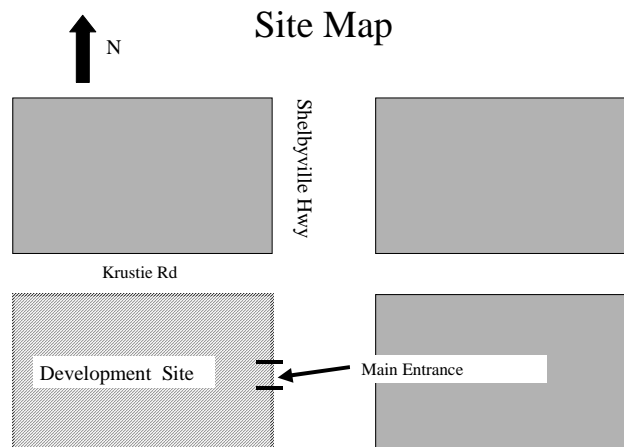 Site Map
N
Shelbyville Hwy
Krustie Rd
Development Site
Main Entrance